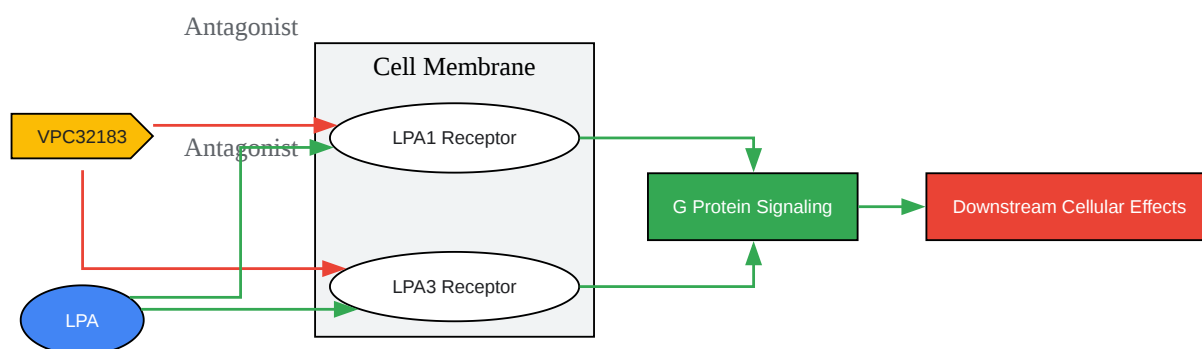 Antagonist
Cell Membrane
VPC32183
LPA1 Receptor
Antagonist
G Protein Signaling
Downstream Cellular Effects
LPA3 Receptor
LPA